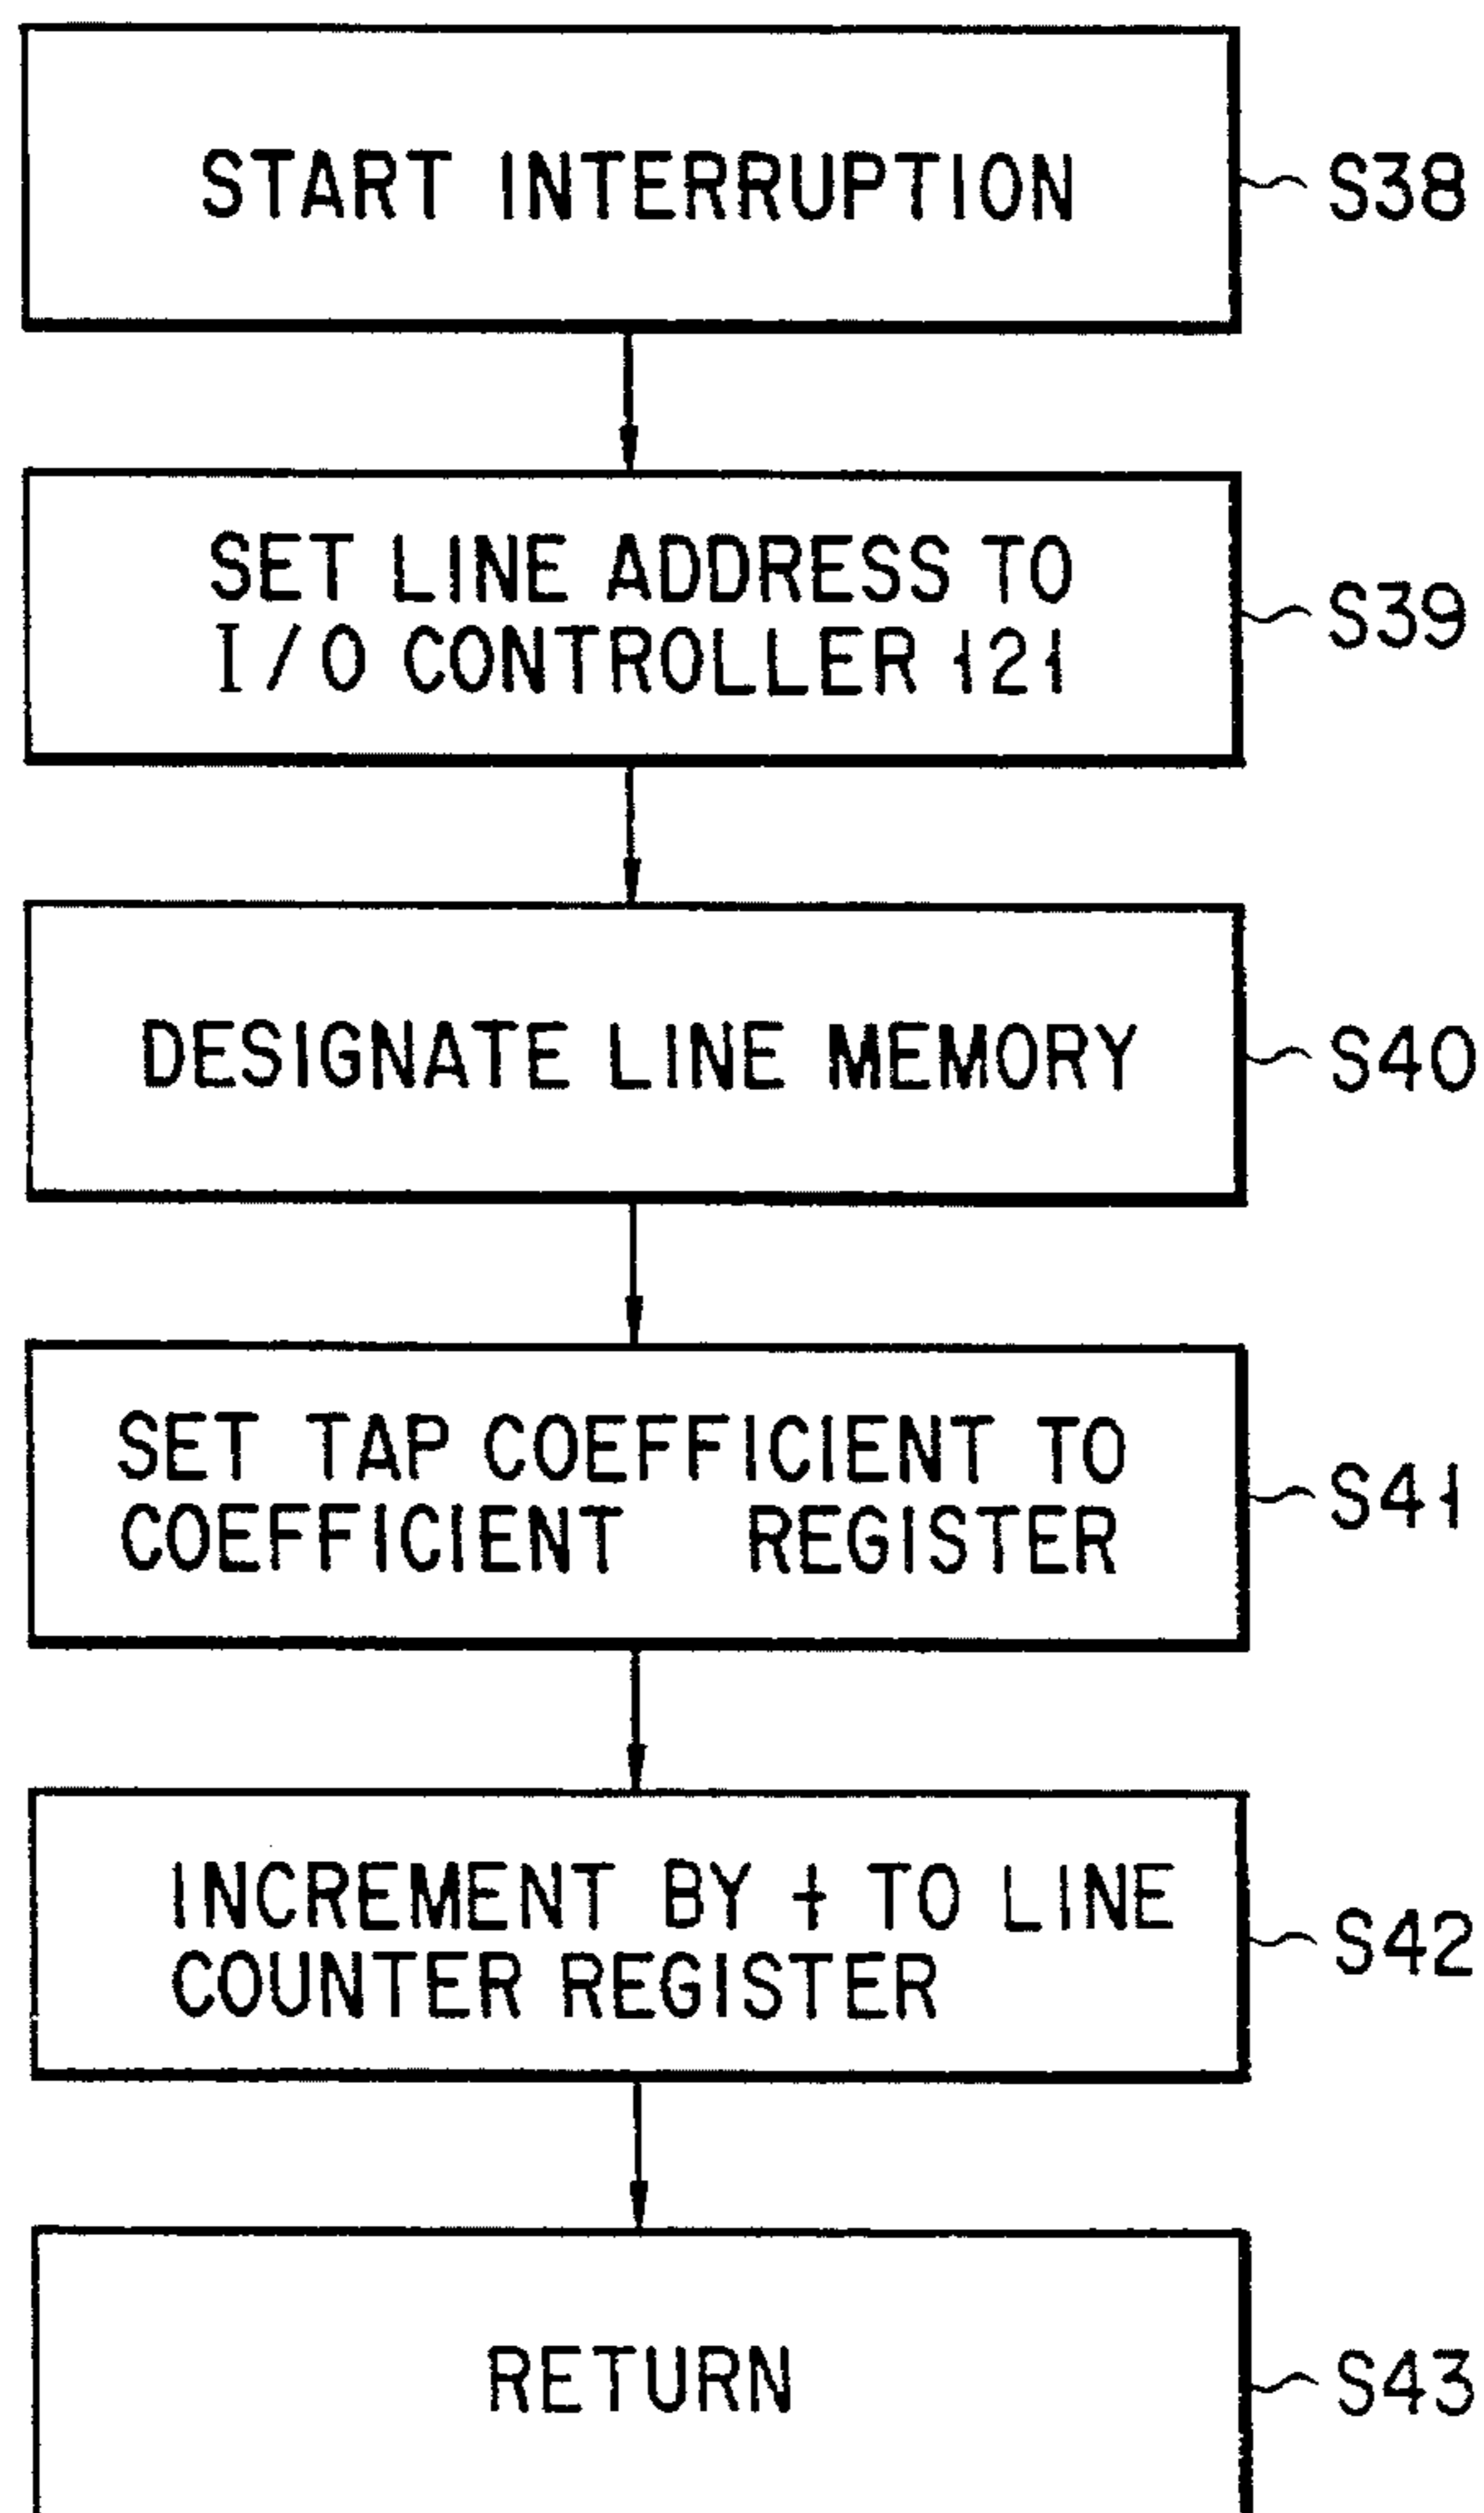 START INTERRUPTION
S38
SET LINE ADDRESS TO
I/O CONTROLLER 121
S39
DESIGNATE LINE MEMORY
S40
SET TAP COEFFICIENT TO
COEFFICIENT REGISTER
S41
INCREMENT BY + TO LINE
COUNTER REGISTER
S42
RETURN
S43